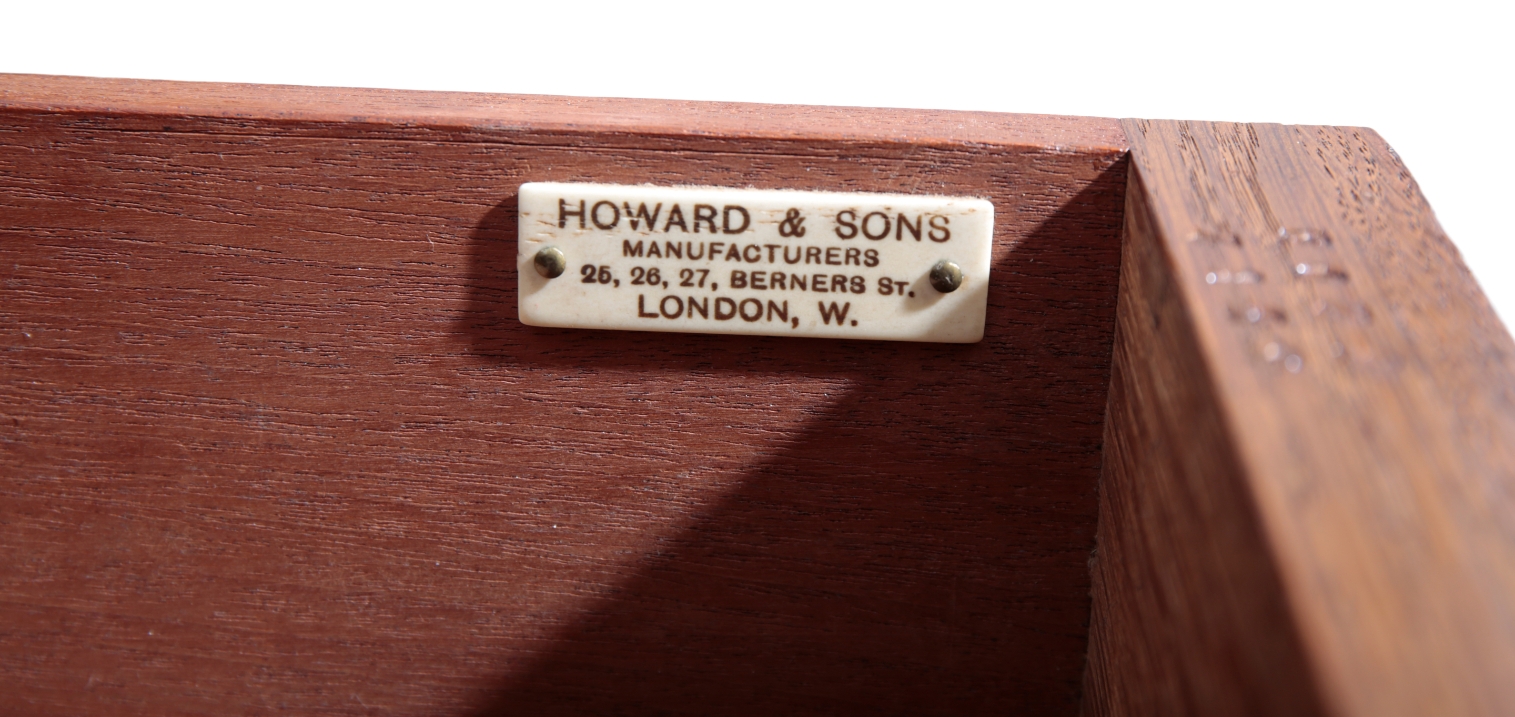 HOWARD & SONS
MANUFACTURERS
25, 26, 27, BERNERS ST.
LONDON, W.